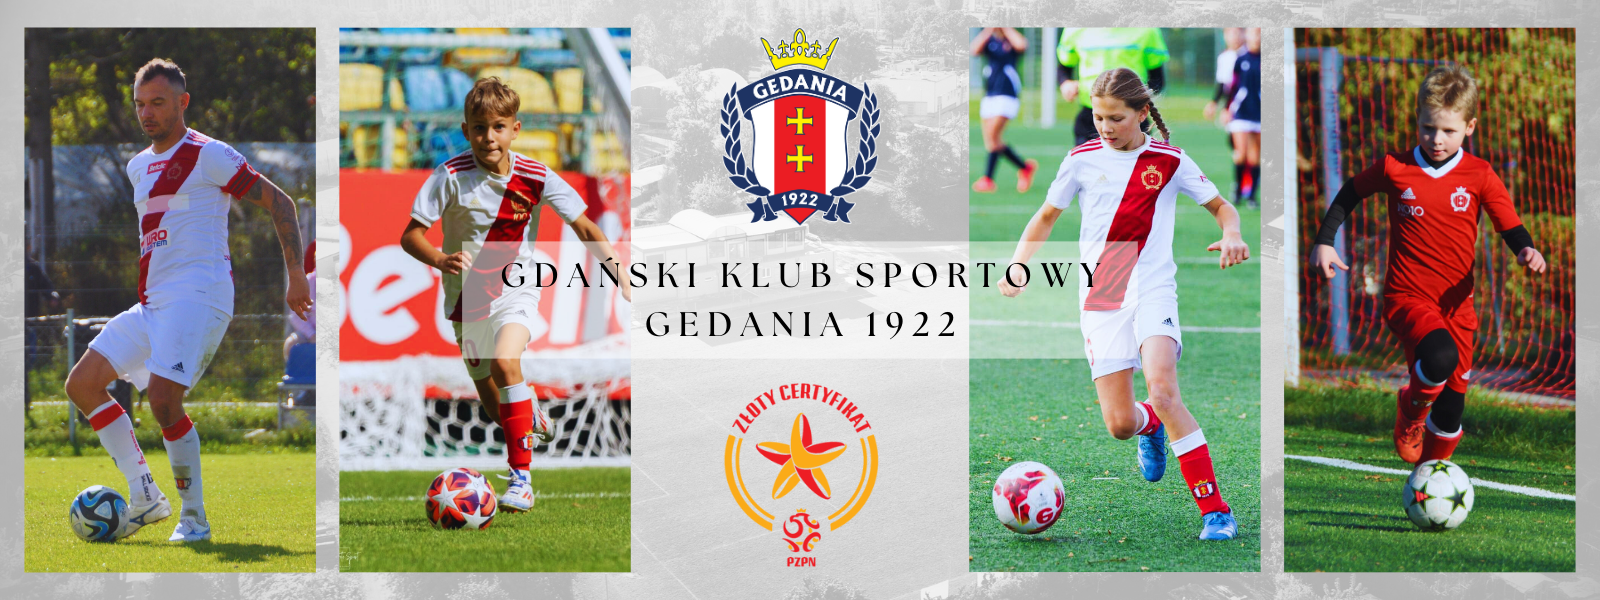 GEDANIA
1922
GDAŃSKI KLUB SPORTOWY
GEDANIA 1922
ZŁOTY CERTYFIKAT
PZPN